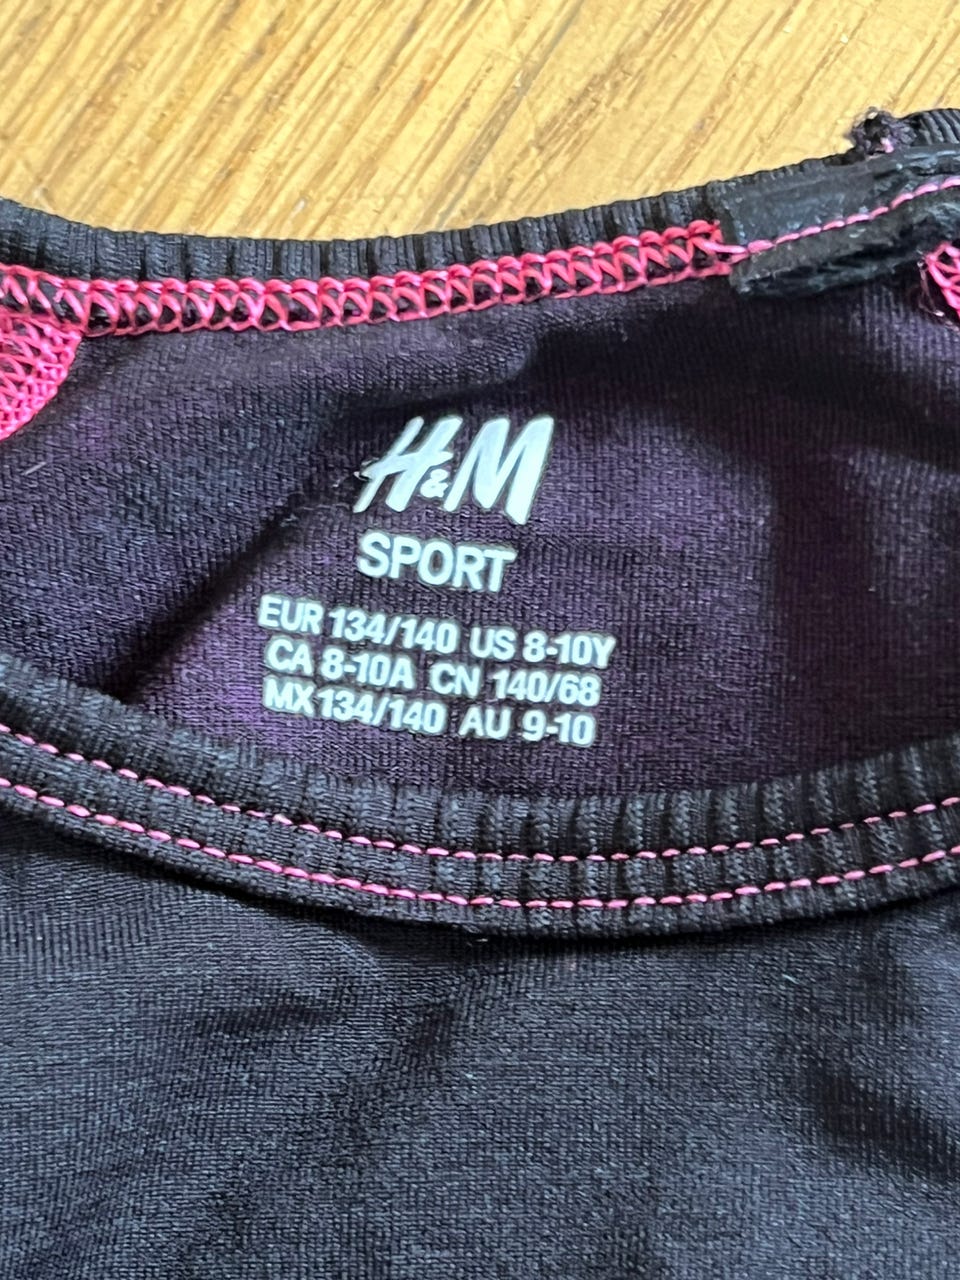 H&M
SPORT
EUR 134/140 US 8-10Y
CA 8-10A CN 140/68
MX 134/140 AU 9-10